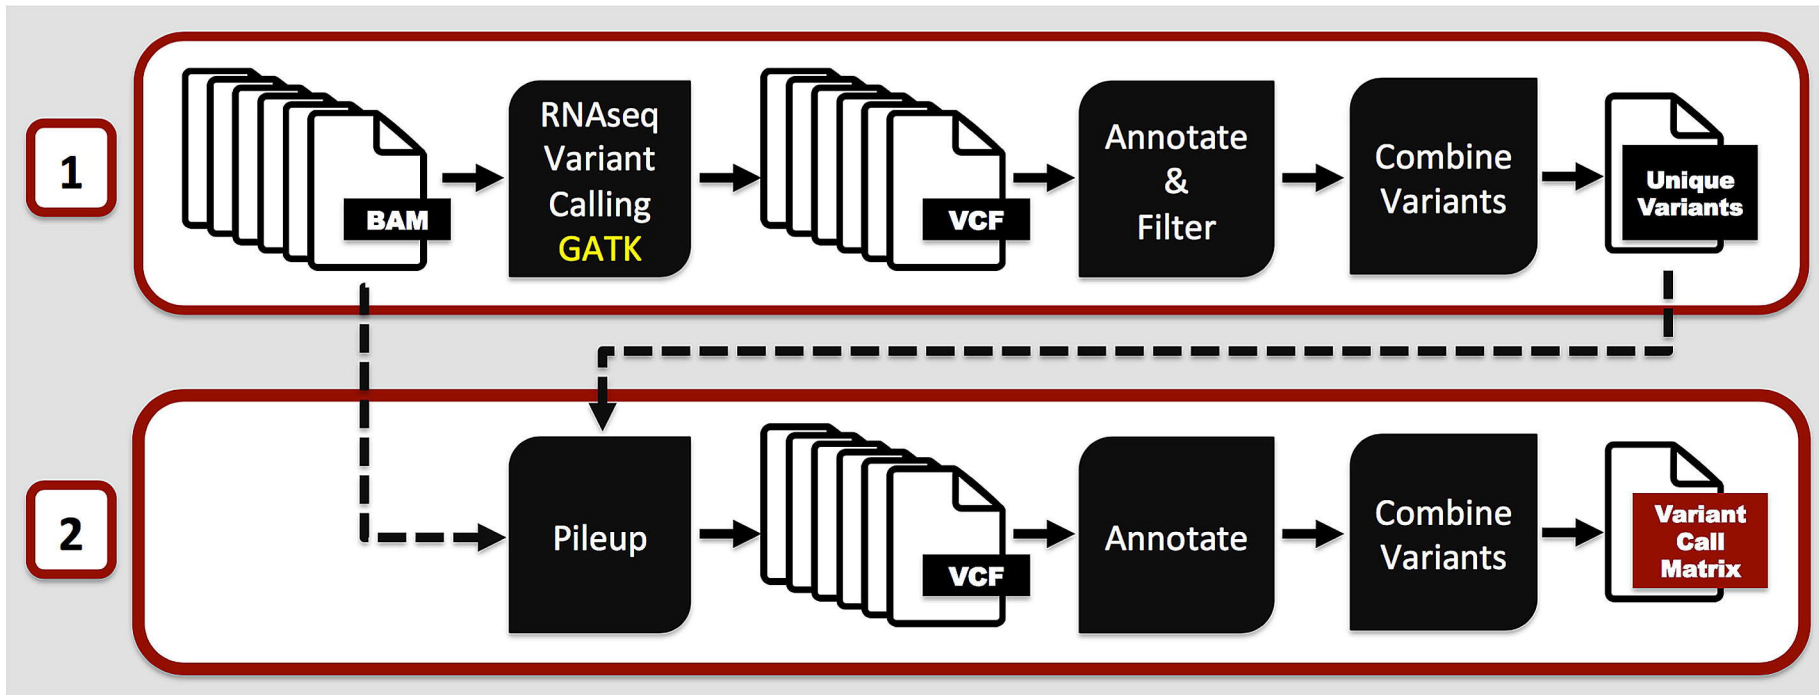 1
BAM
RNAseq
Variant
Calling
GATK
VCF
Annotate
&
Filter
Combine
Variants
Unique
Variants
2
Pileup
VCF
Annotate
Combine
Variants
Variant
Call
Matrix